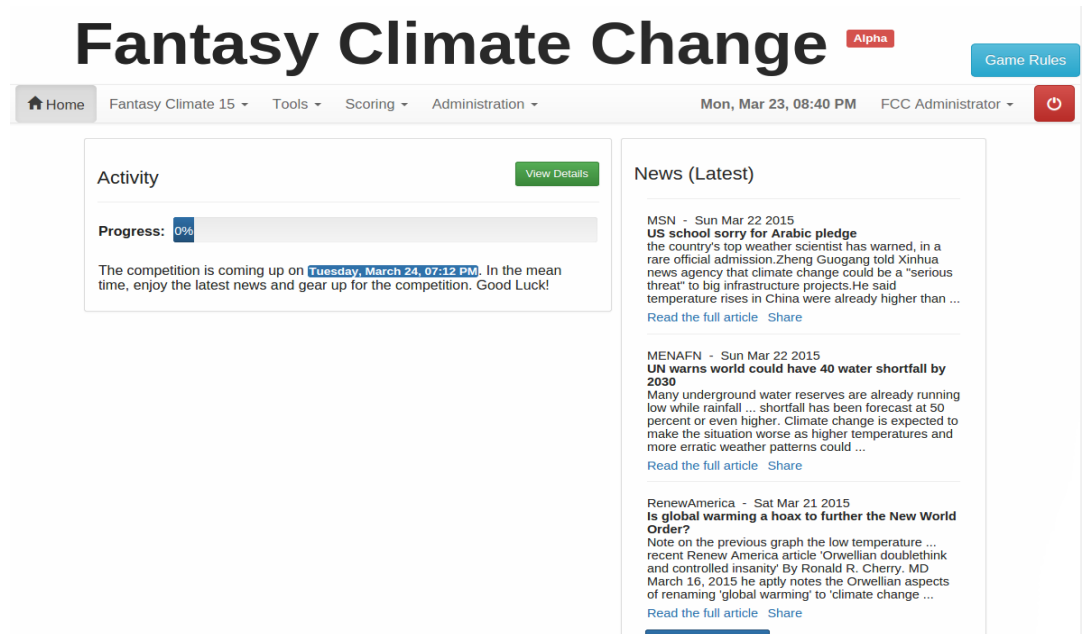 Fantasy Climate Change Alpha
Game Rules
Home Fantasy Climate 15 Tools Scoring Administration Mon, Mar 23, 08:40 PM FCC Administrator
Activity
View Details
Progress: 0%
The competition is coming up on Tuesday, March 24, 07:12 PM. In the mean
time, enjoy the latest news and gear up for the competition. Good Luck!
News (Latest)
MSN - Sun Mar 22 2015
US school sorry for Arabic pledge
the country's top weather scientist has warned, in a
rare official admission.Zheng Guogang told Xinhua
news agency that climate change could be a "serious
threat" to big infrastructure projects.He said
temperature rises in China were already higher than ...
Read the full article Share
MENAFN - Sun Mar 22 2015
UN warns world could have 40 water shortfall by
2030
Many underground water reserves are already running
low while rainfall ... shortfall has been forecast at 50
percent or even higher. Climate change is expected to
make the situation worse as higher temperatures and
more erratic weather patterns could ...
Read the full article Share
RenewAmerica - Sat Mar 21 2015
Is global warming a hoax to further the New World
Order?
Note on the previous graph the low temperature ...
recent Renew America article 'Orwellian doublethink
and controlled insanity' By Ronald R. Cherry. MD
March 16, 2015 he aptly notes the Orwellian aspects
of renaming 'global warming' to 'climate change ...
Read the full article Share